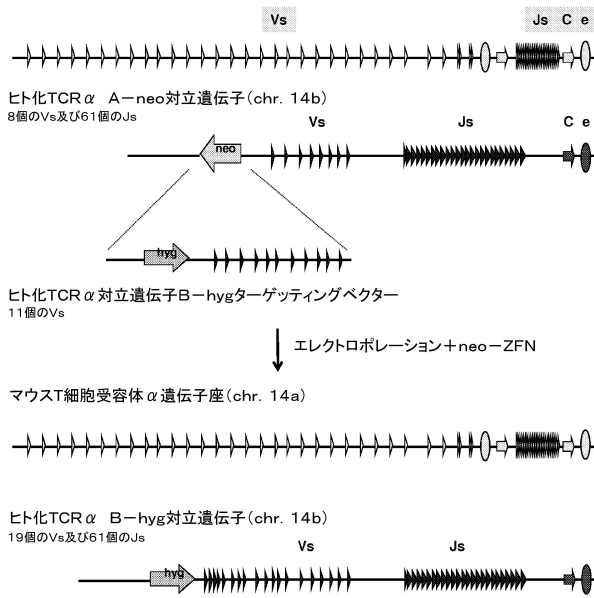 Vs Js C e
ヒト化TCRα A－neo対立遺伝子（chr. 14b）
8個のVs及び61個のJs
Vs Js C e
neo
hyg
ヒト化TCRα対立遺伝子B－hygターゲッティングベクター
11個のVs
エレクトロポレーション＋neo－ZFN
マウスT細胞受容体α遺伝子座（chr. 14a）
ヒト化TCRα B－hyg対立遺伝子（chr. 14b）
19個のVs及び61個のJs
Vs Js
hyg